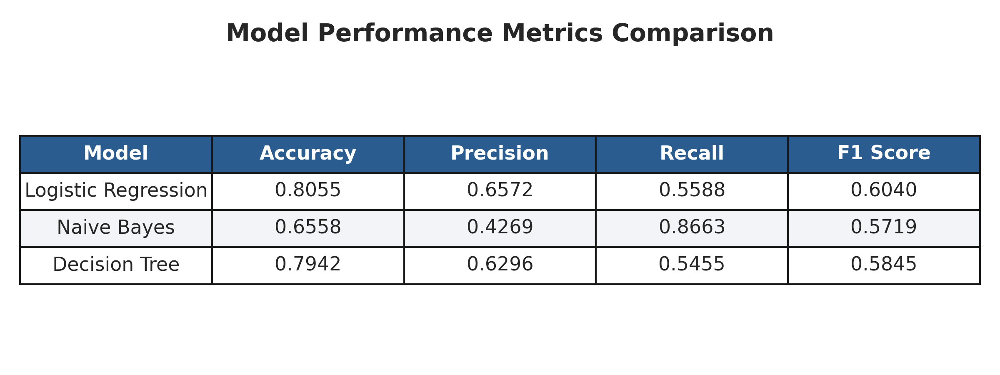 Model Performance Metrics Comparison
Model Accuracy Precision Recall F1 Score
Logistic Regression 0.8055 0.6572 0.5588 0.6040
Naive Bayes 0.6558 0.4269 0.8663 0.5719
Decision Tree 0.7942 0.6296 0.5455 0.5845